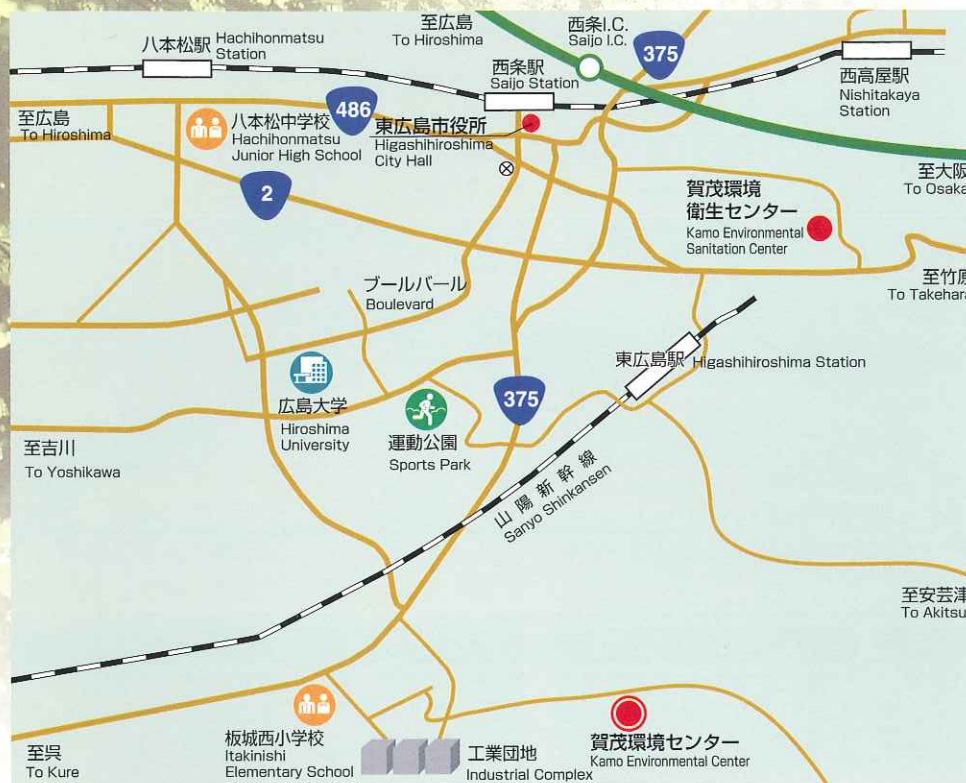 至広島
To Hiroshima
西条I.C.
Saijo I.C.
375
八本松駅
Hachihonmatsu
Station
西条駅
Saijo Station
西高屋駅
Nishitakaya
Station
至広島
To Hiroshima
八本松中学校
Hachihonmatsu
Junior High School
486
東広島市役所
Higashihiroshima
City Hall
2
至大阪
To Osaka
賀茂環境
衛生センター
Kamo Environmental
Sanitation Center
ブールバール
Boulevard
至竹原
To Takehara
東広島駅
Higashihiroshima Station
広島大学
Hiroshima
University
375
運動公園
Sports Park
至吉川
To Yoshikawa
山陽新幹線
Sanyo Shinkansen
至安芸津
To Akitsu
板城西小学校
Itakinishi
Elementary School
工業団地
Industrial Complex
賀茂環境センター
Kamo Environmental Center
至呉
To Kure